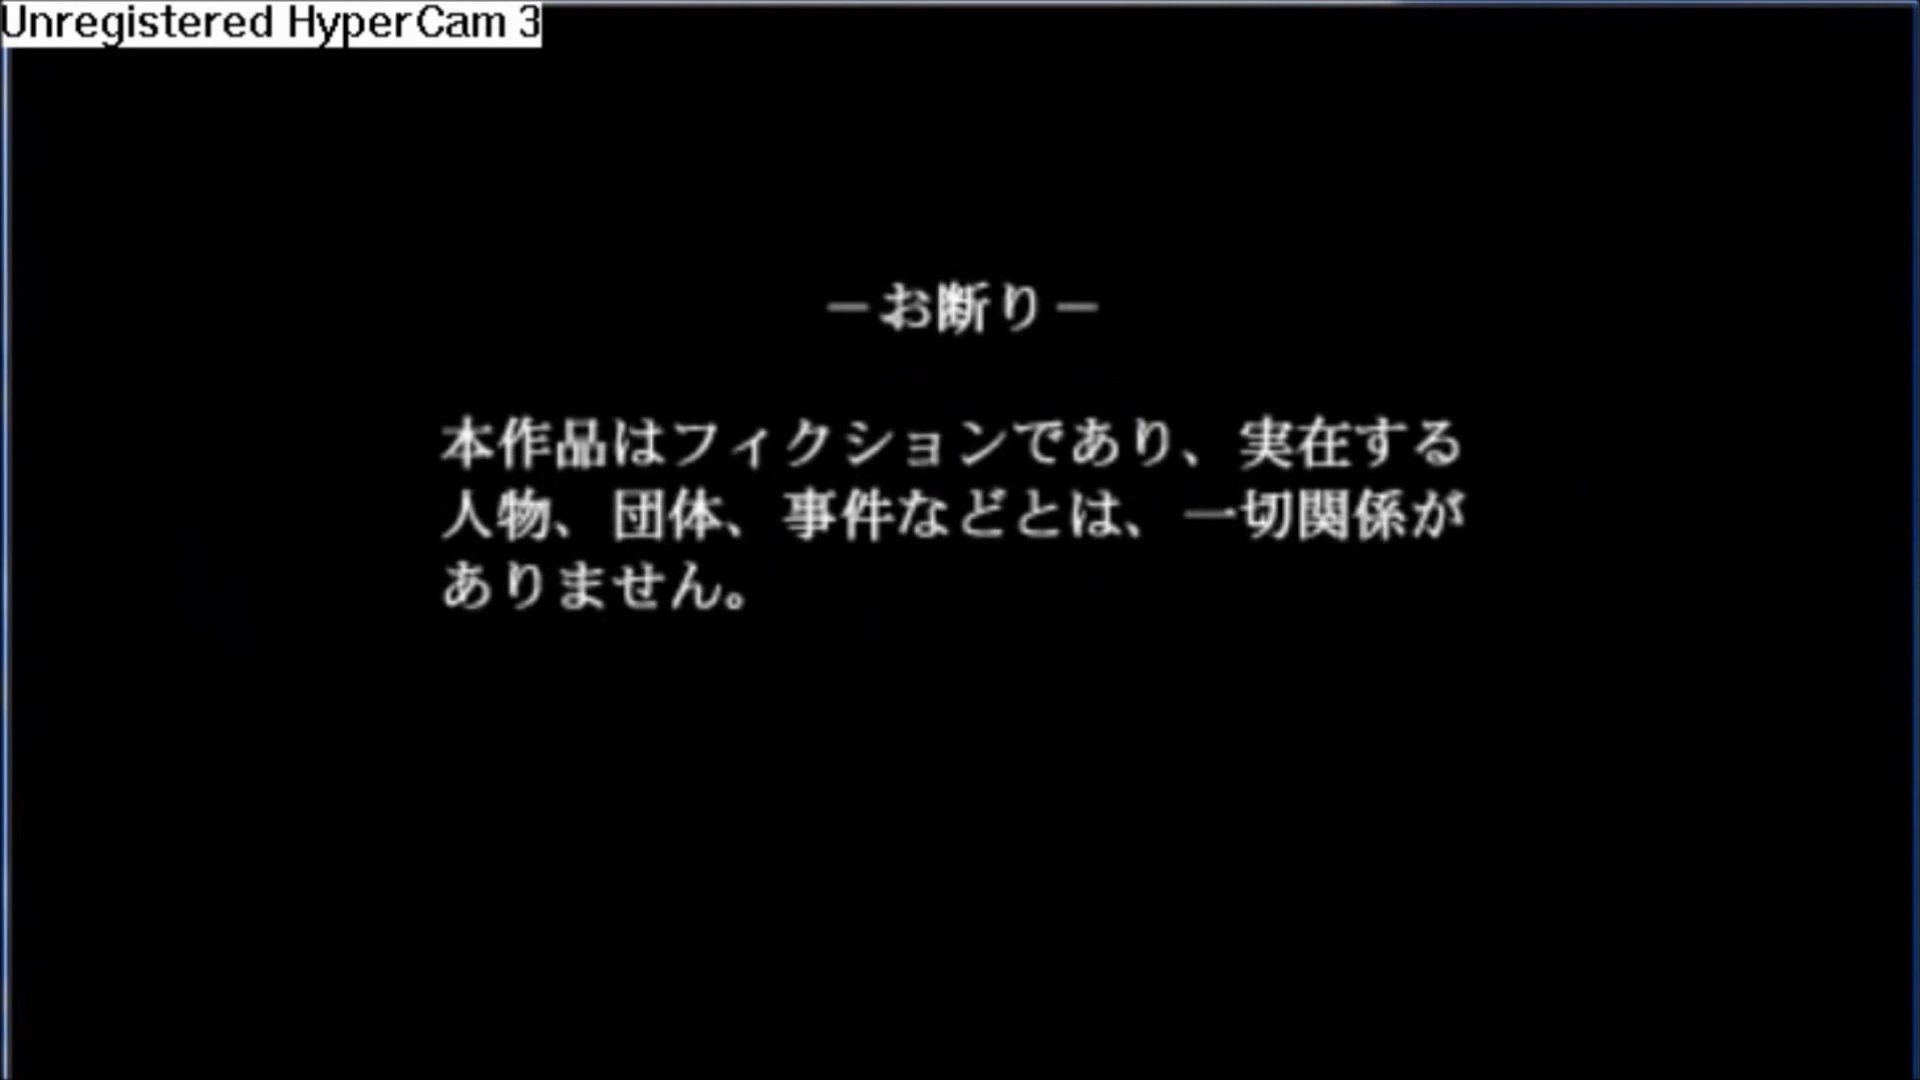 Unregistered HyperCam 3
－お断り－
本作品はフィクションであり、実在する
人物、団体、事件などとは、一切関係が
ありません。